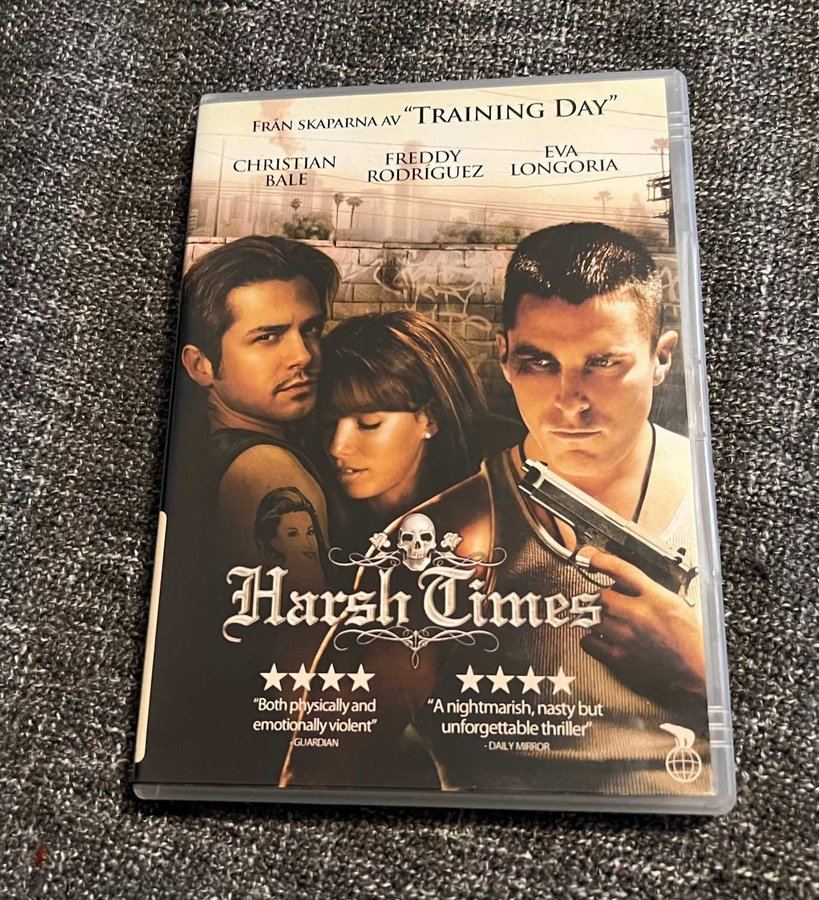 FRÅN SKAPARNA AV "TRAINING DAY"
CHRISTIAN BALE
FREDDY RODRÍGUEZ
EVA LONGORIA
Harsh Times
"Both physically and
emotionally violent"
- GUARDIAN
"A nightmarish, nasty but
unforgettable thriller"
- DAILY MIRROR